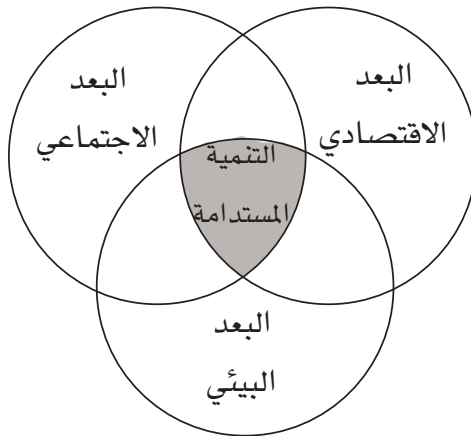 البعد
الاقتصادي
البعد
الاجتماعي
التنمية
المستدامة
البعد
البيئي